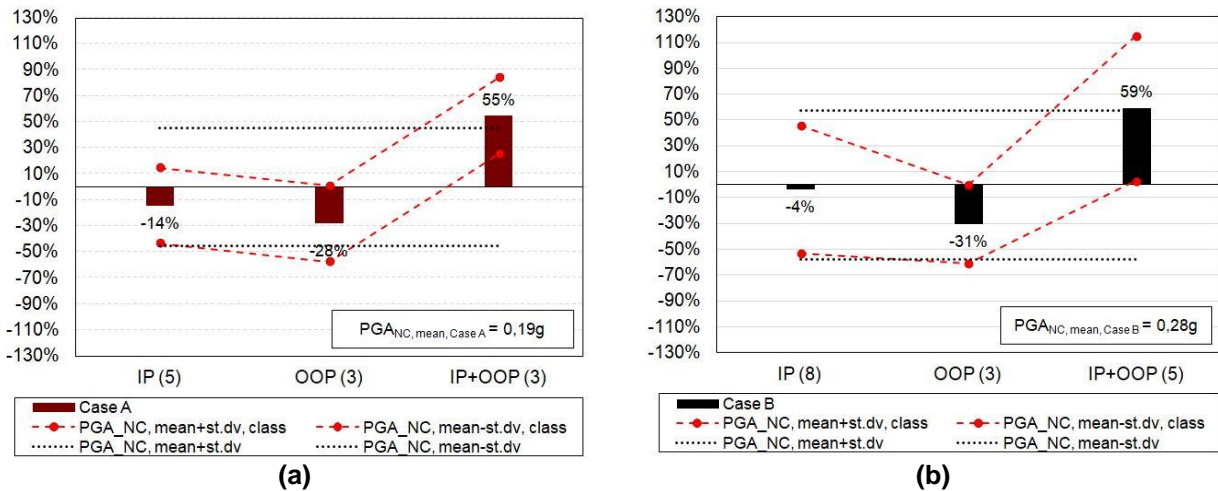 130%
110%
90%
70%
50%
30%
10%
-10%
-30%
-50%
-70%
-90%
-110%
-130%
55%
-14%
-28%
PGA NC, mean, Case A = 0,19g
IP (5) OOP (3) IP+OOP (3)
Case A
PGA_NC, mean+st.dv, class PGA_NC, mean-st.dv, class
PGA_NC, mean+st.dv PGA_NC, mean-st.dv
(a)
130%
110%
90%
70%
50%
30%
10%
-10%
-30%
-50%
-70%
-90%
-110%
-130%
59%
-4%
-31%
PGA NC, mean, Case B = 0,28g
IP (8) OOP (3) IP+OOP (5)
Case B
PGA_NC, mean+st.dv, class PGA_NC, mean-st.dv, class
PGA_NC, mean+st.dv PGA_NC, mean-st.dv
(b)